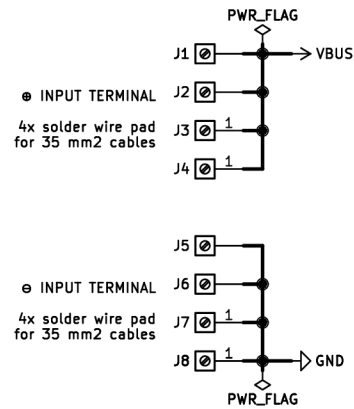 PWR_FLAG
J1
VBUS
J2
⊕ INPUT TERMINAL
4x solder wire pad
for 35 mm2 cables
J3 1
J4 1
J5
J6
⊖ INPUT TERMINAL
4x solder wire pad
for 35 mm2 cables
J7 1
J8 1
GND
PWR_FLAG